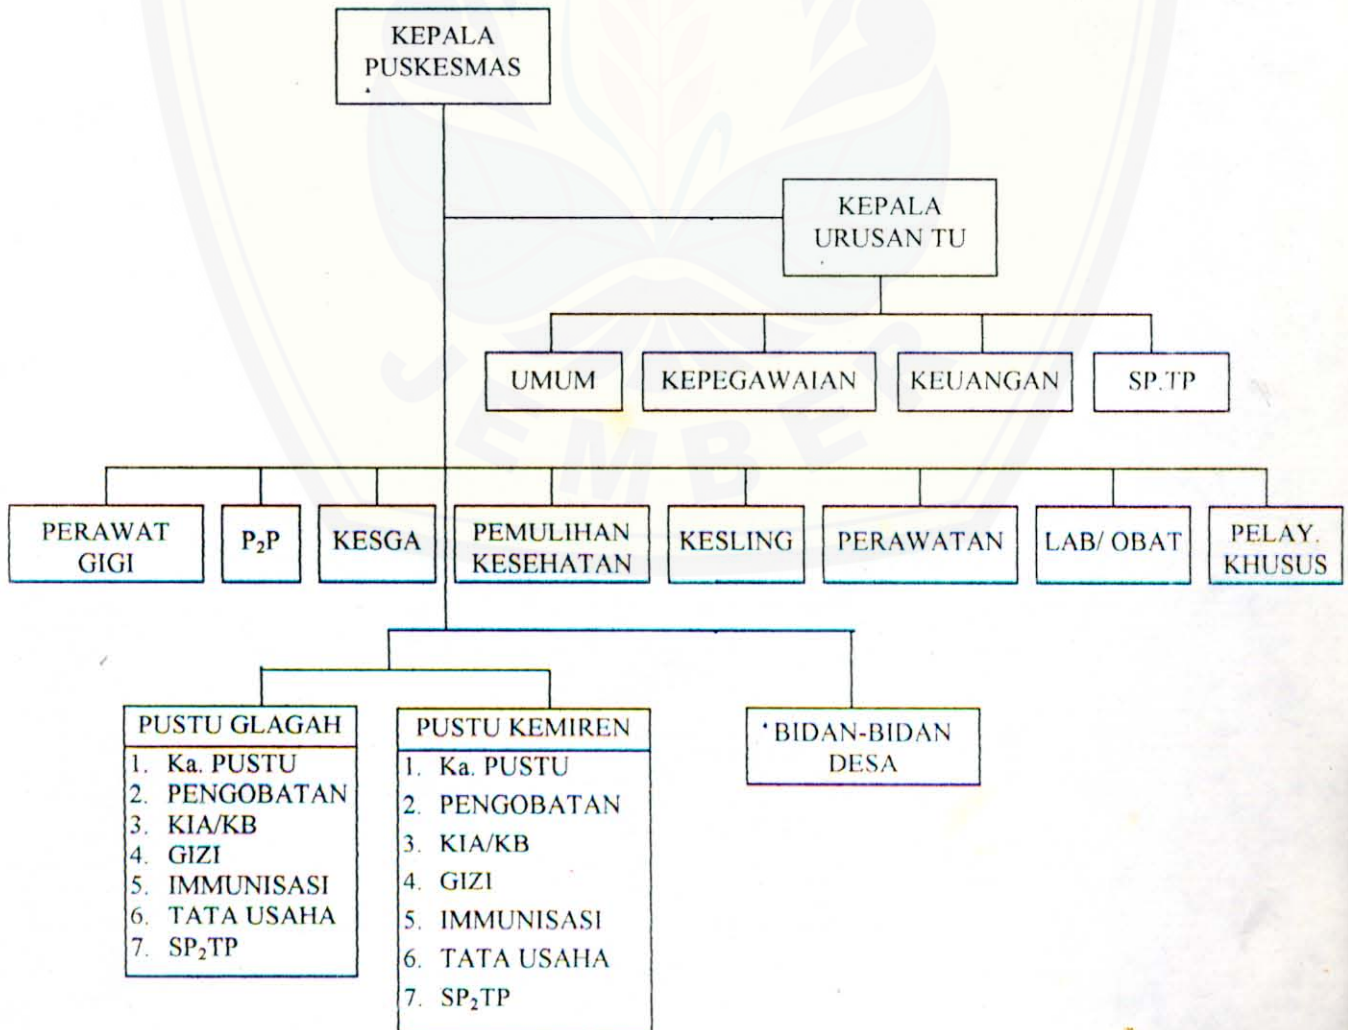 KEPALA
PUSKESMAS
KEPALA
URUSAN TU
UMUM
KEPEGAWAIAN
KEUANGAN
SP.TP
JEMBER
PERAWAT
GIGI
P₂P
KESGA
PEMULIHAN
KESEHATAN
KESLING
PERAWATAN
LAB/ OBAT
PELAY.
KHUSUS
PUSTU GLAGAH
1. Ka. PUSTU
2. PENGOBATAN
3. KIA/KB
4. GIZI
5. IMMUNISASI
6. TATA USAHA
7. SP₂TP
PUSTU KEMIREN
1. Ka. PUSTU
2. PENGOBATAN
3. KIA/KB
4. GIZI
5. IMMUNISASI
6. TATA USAHA
7. SP₂TP
BIDAN-BIDAN
DESA